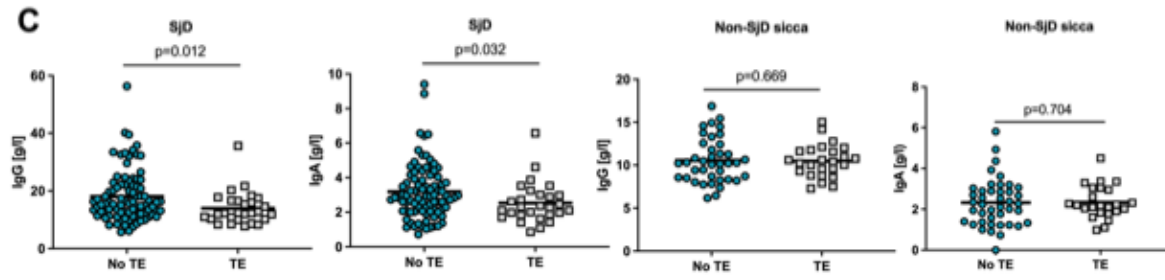 C
SjD
p=0.012
IgG [g/l]
60
40
20
0
No TE
TE
SjD
p=0.032
IgA [g/l]
10
8
6
4
2
0
No TE
TE
Non-SjD sicca
p=0.669
IgG [g/l]
20
15
10
5
0
No TE
TE
Non-SjD sicca
p=0.704
IgA (g/l]
8
6
4
2
0
No TE
TE